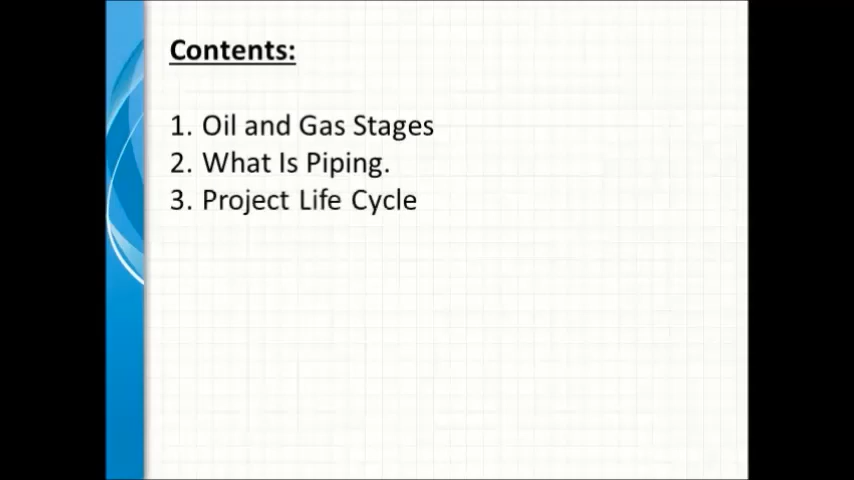 Contents:
1. Oil and Gas Stages
2. What Is Piping.
3. Project Life Cycle